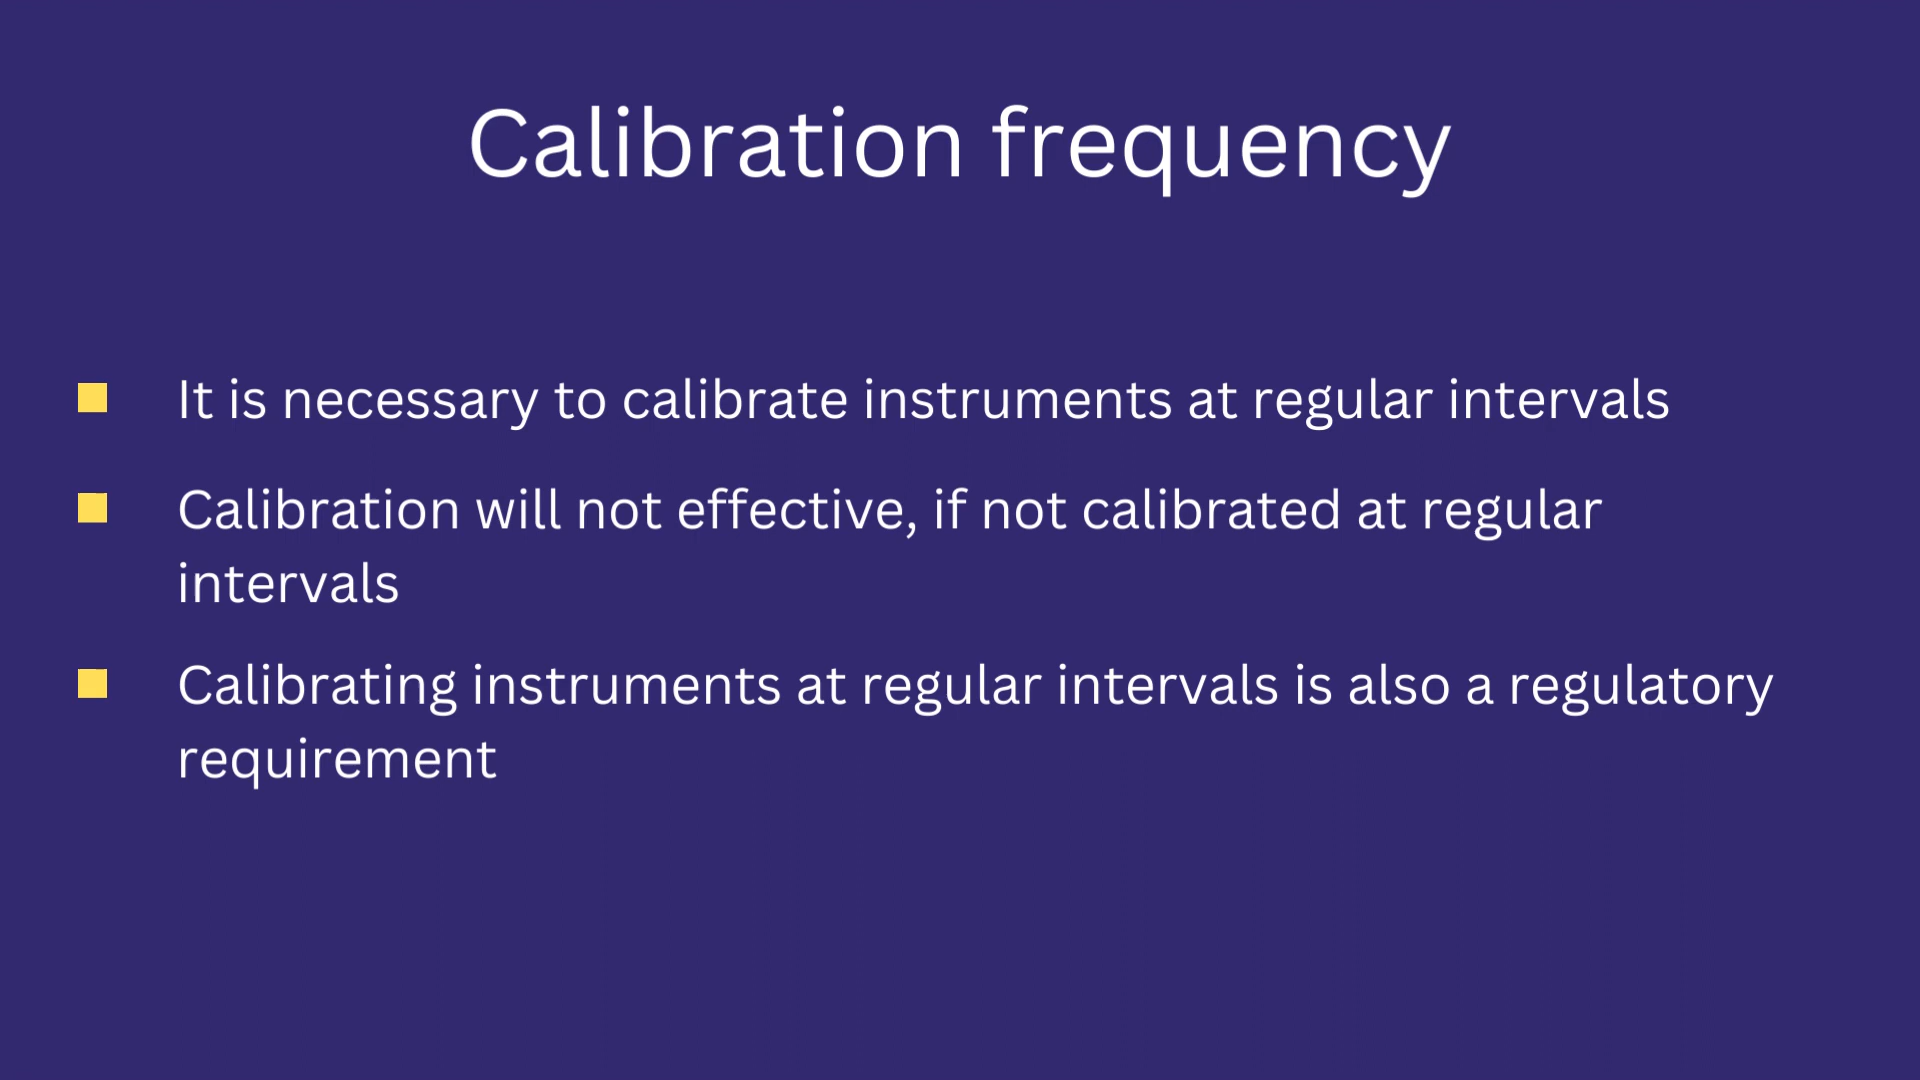 Calibration frequency
It is necessary to calibrate instruments at regular intervals
Calibration will not effective, if not calibrated at regular
intervals
Calibrating instruments at regular intervals is also a regulatory
requirement